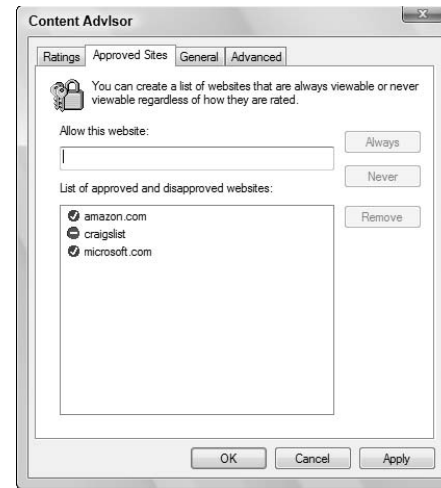 Content Advisor
Ratings Approved Sites General Advanced
You can create a list of websites that are always viewable or never
viewable regardless of how they are rated.
Allow this website:
Always
Never
List of approved and disapproved websites:
Remove
amazon.com
craigslist
microsoft.com
OK Cancel Apply